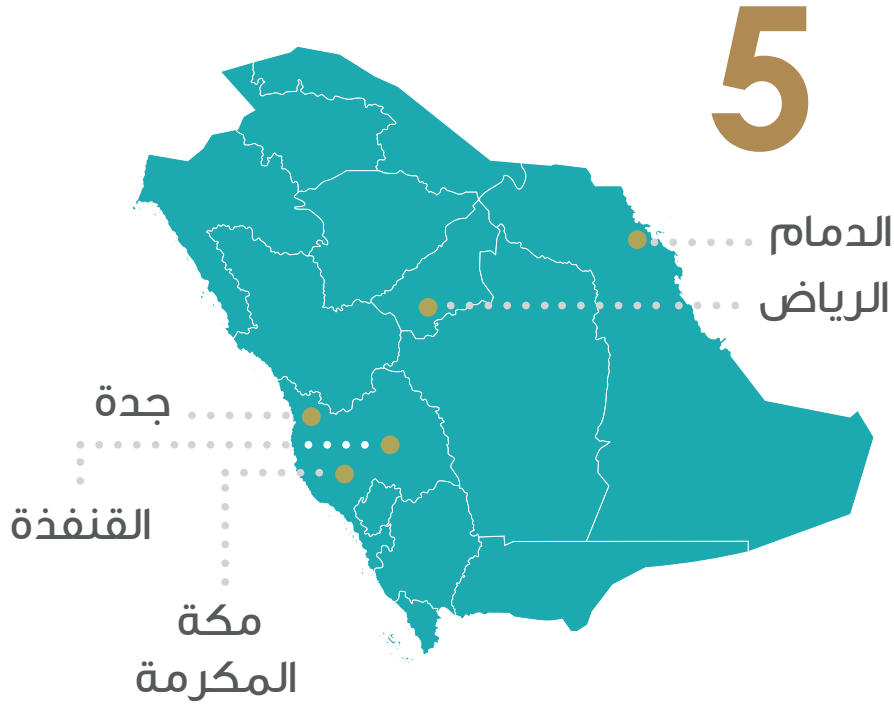 5
الدمام
الرياض
جدة
القنفذة
مكة
المكرمة